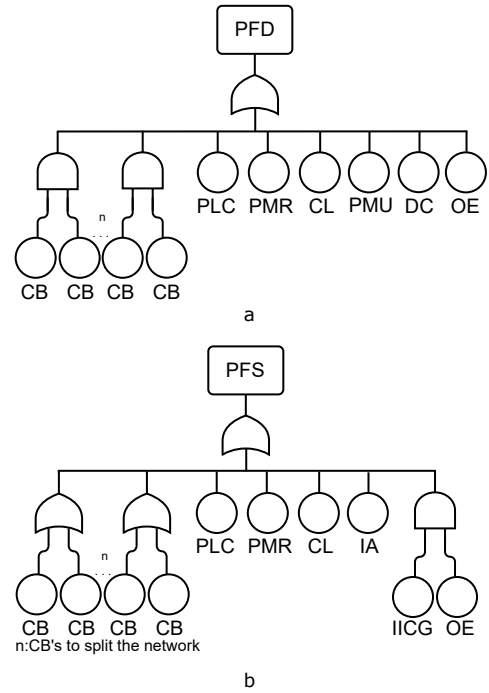 PFD
PLC PMR CL PMU DC OE
n
...
CB CB CB CB
a
PFS
PLC PMR CL IA
n
...
IICG OE
CB CB CB CB
n:CB's to split the network
b